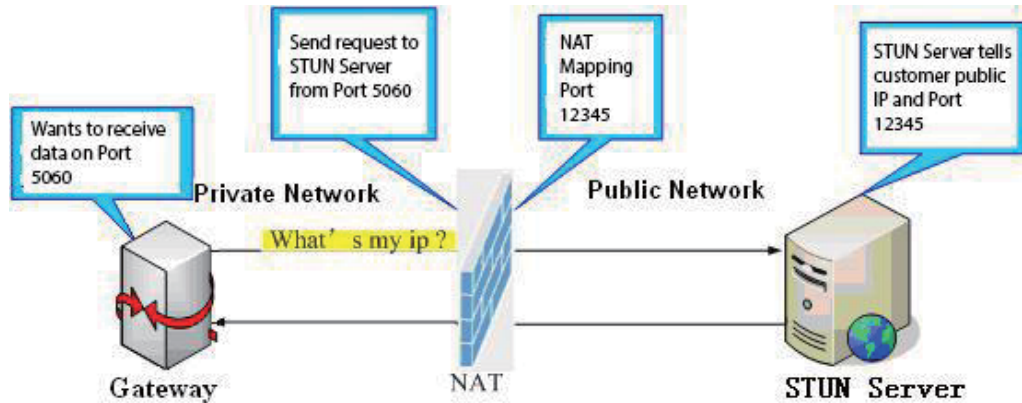 Send request to
STUN Server
from Port 5060
NAT
Mapping
Port
12345
STUN Server tells
customer public
IP and Port
12345
Wants to receive
data on Port
5060
Private Network
Public Network
What's my ip ?
Gateway
NAT
STUN Server